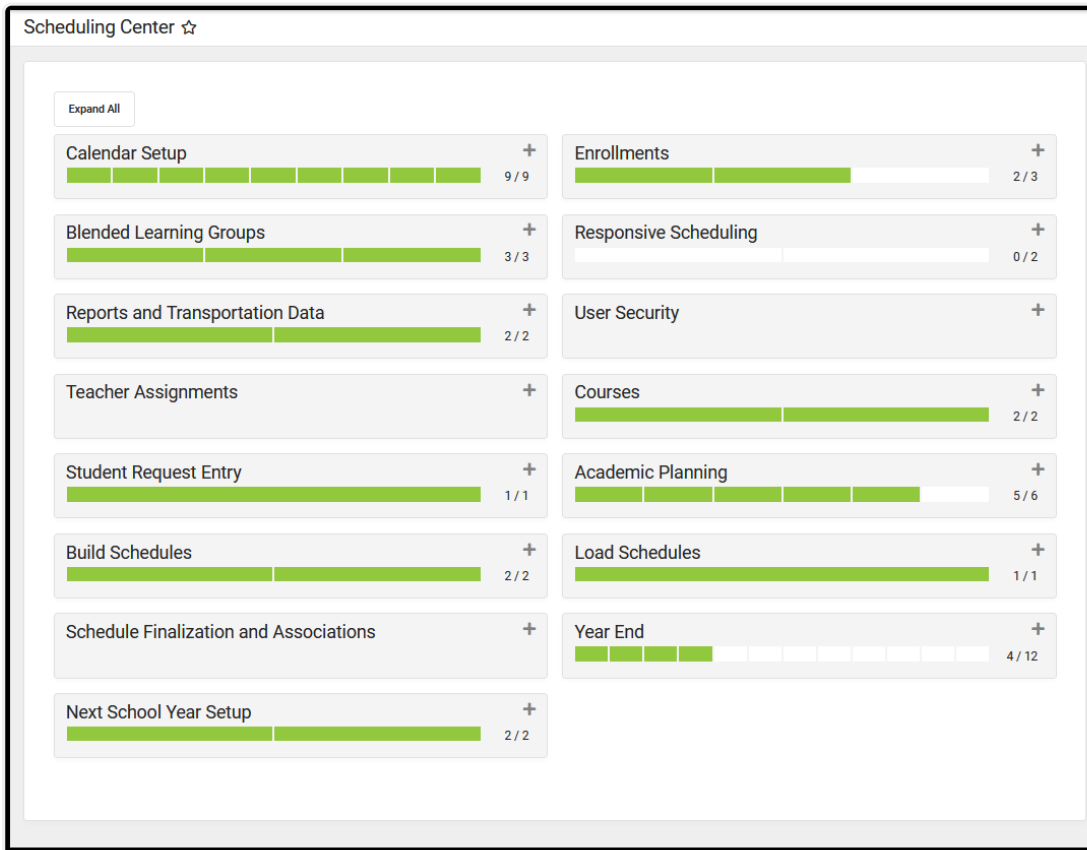 Scheduling Center
Expand All
Calendar Setup
9 / 9
Enrollments
2 / 3
Blended Learning Groups
3 / 3
Responsive Scheduling
0 / 2
Reports and Transportation Data
2 / 2
User Security
Teacher Assignments
Courses
2 / 2
Student Request Entry
1 / 1
Academic Planning
5 / 6
Build Schedules
2 / 2
Load Schedules
1 / 1
Schedule Finalization and Associations
Year End
4 / 12
Next School Year Setup
2 / 2